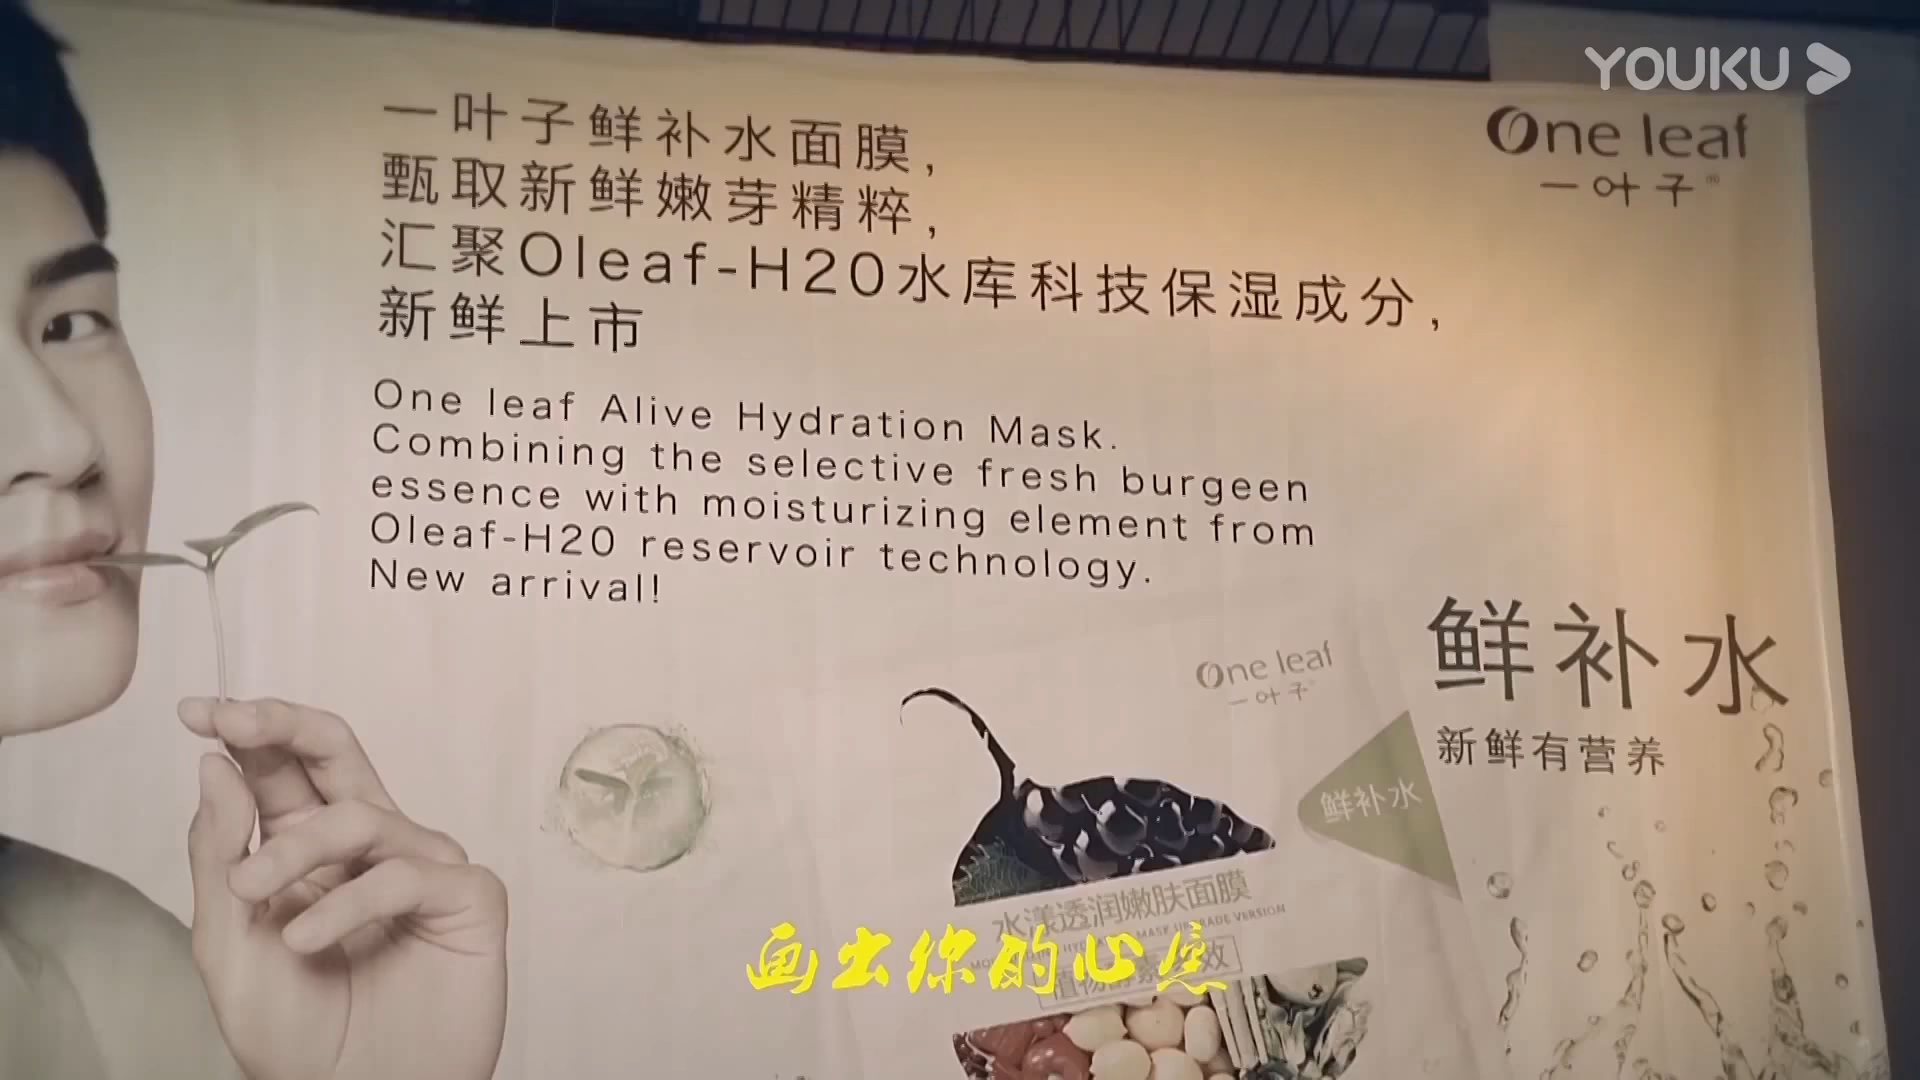 YOUKU
One leaf
一叶子®
一叶子鲜补水面膜,
甄取新鲜嫩芽精粹,
汇聚Oleaf-H20水库科技保湿成分,
新鲜上市
One leaf Alive Hydration Mask.
Combining the selective fresh burgeen
essence with moisturizing element from
Oleaf-H20 reservoir technology.
New arrival!
鲜补水
新鲜有营养
One leaf
一叶子
鲜补水
水漾透润嫩肤面膜
MASK UPGRADE VERSION
画出你的心意